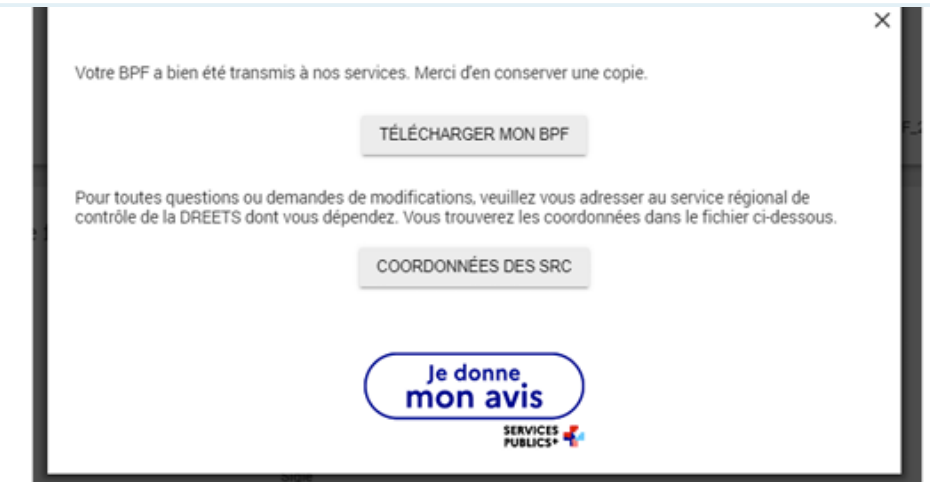 Votre BPF a bien été transmis à nos services. Merci d'en conserver une copie.
TÉLÉCHARGER MON BPF
Pour toutes questions ou demandes de modifications, veuillez vous adresser au service régional de
contrôle de la DREETS dont vous dépendez. Vous trouverez les coordonnées dans le fichier ci-dessous.
COORDONNÉES DES SRC
Je donne
mon avis
SERVICES
PUBLICS+